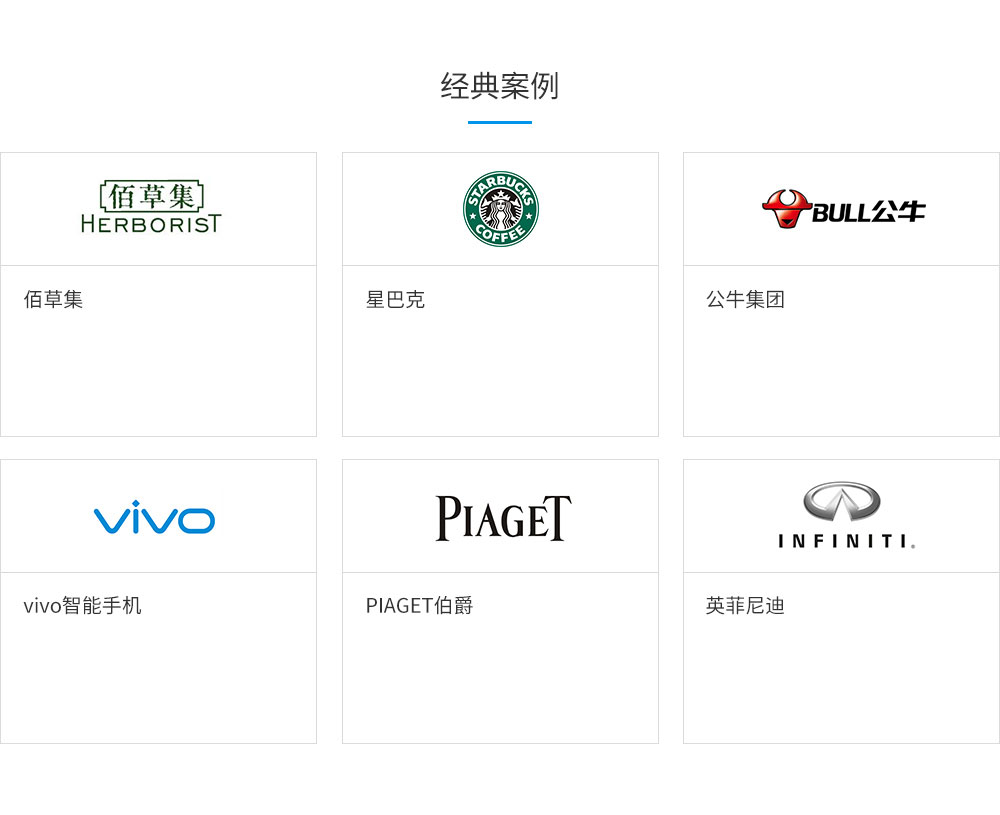 经典案例
佰草集
HERBORIST
STARBUCKS
COFFEE
BULL公牛
佰草集
星巴克
公牛集团
vivo
PIAGET
INFINITI
vivo智能手机
PIAGET伯爵
英菲尼迪